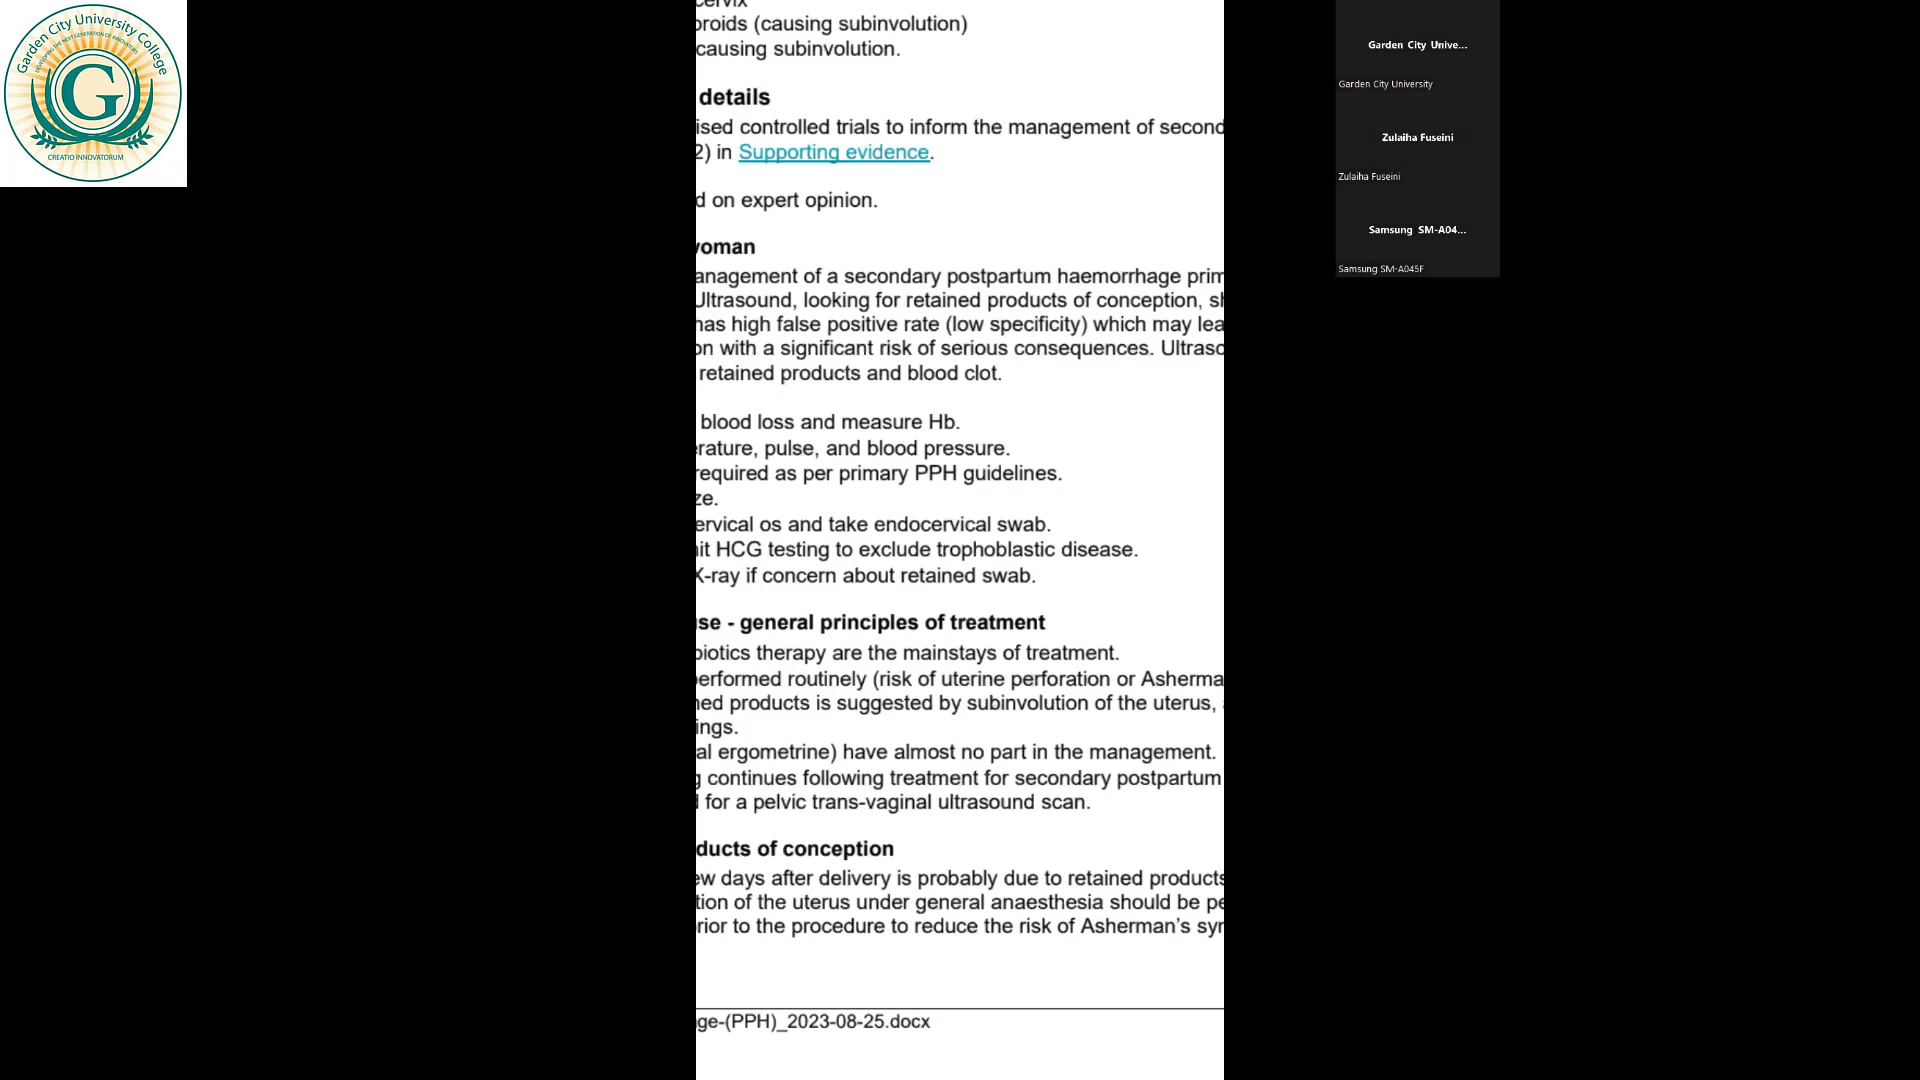 Garden City University College
DEVELOPING THE NEXT GENERATION OF INNOVATORS
G
CREATIO INNOVATORUM
cervix
oroids (causing subinvolution)
causing subinvolution.
details
ised controlled trials to inform the management of second
2) in Supporting evidence.
d on expert opinion.
woman
anagement of a secondary postpartum haemorrhage prim
Ultrasound, looking for retained products of conception, sh
has high false positive rate (low specificity) which may lea
on with a significant risk of serious consequences. Ultraso
retained products and blood clot.
blood loss and measure Hb.
erature, pulse, and blood pressure.
required as per primary PPH guidelines.
ze.
ervical os and take endocervical swab.
nit HCG testing to exclude trophoblastic disease.
X-ray if concern about retained swab.
use - general principles of treatment
biotics therapy are the mainstays of treatment.
performed routinely (risk of uterine perforation or Asherma
ned products is suggested by subinvolution of the uterus,
ings.
al ergometrine) have almost no part in the management.
g continues following treatment for secondary postpartum
d for a pelvic trans-vaginal ultrasound scan.
ducts of conception
ew days after delivery is probably due to retained products
tion of the uterus under general anaesthesia should be pe
rior to the procedure to reduce the risk of Asherman's syn
ge-(PPH)_2023-08-25.docx
Garden City Unive...
Garden City University
Zulaiha Fuseini
Zulaiha Fuseini
Samsung SM-A04...
Samsung SM-A045F